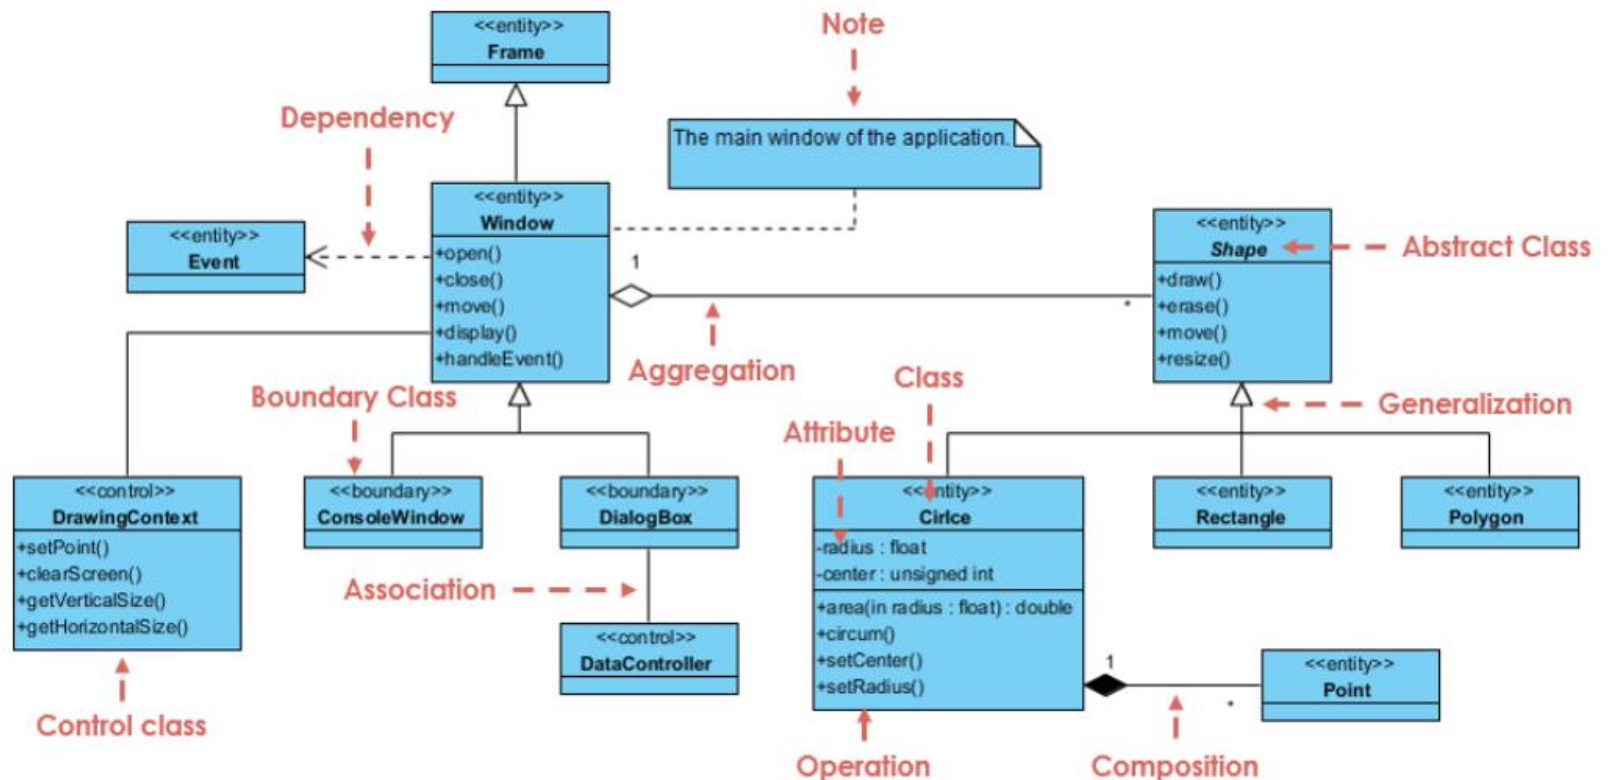 <<entity>>
Frame
Note
Dependency
The main window of the application.
<<entity>>
Window
+open()
+close()
+move()
+display()
+handleEvent()
<<entity>>
Event
1
*
Aggregation
<<entity>>
Shape
+draw()
+erase()
+move()
+resize()
Abstract Class
Generalization
Boundary Class
Class
Attribute
<<control>>
DrawingContext
+setPoint()
+clearScreen()
+getVerticalSize()
+getHorizontalSize()
Control class
<<boundary>>
ConsoleWindow
<<boundary>>
DialogBox
Association
<<control>>
DataController
<<entity>>
Cirlce
-radius : float
-center : unsigned int
+area(in radius : float) : double
+circum()
+setCenter()
+setRadius()
Operation
<<entity>>
Rectangle
<<entity>>
Polygon
1
*
Composition
<<entity>>
Point